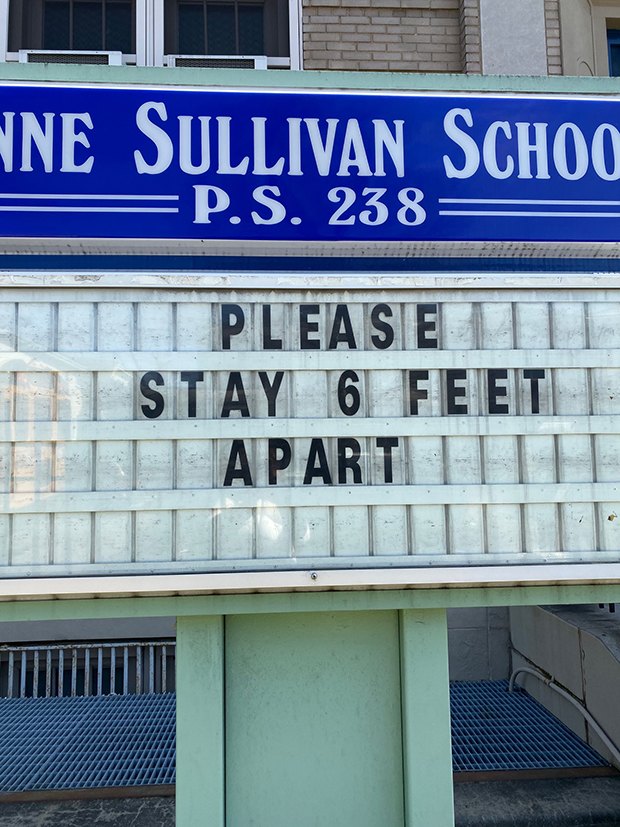 NNE SULLIVAN SCHOO
P.S. 238
PLEASE
STAY 6 FEET
APART